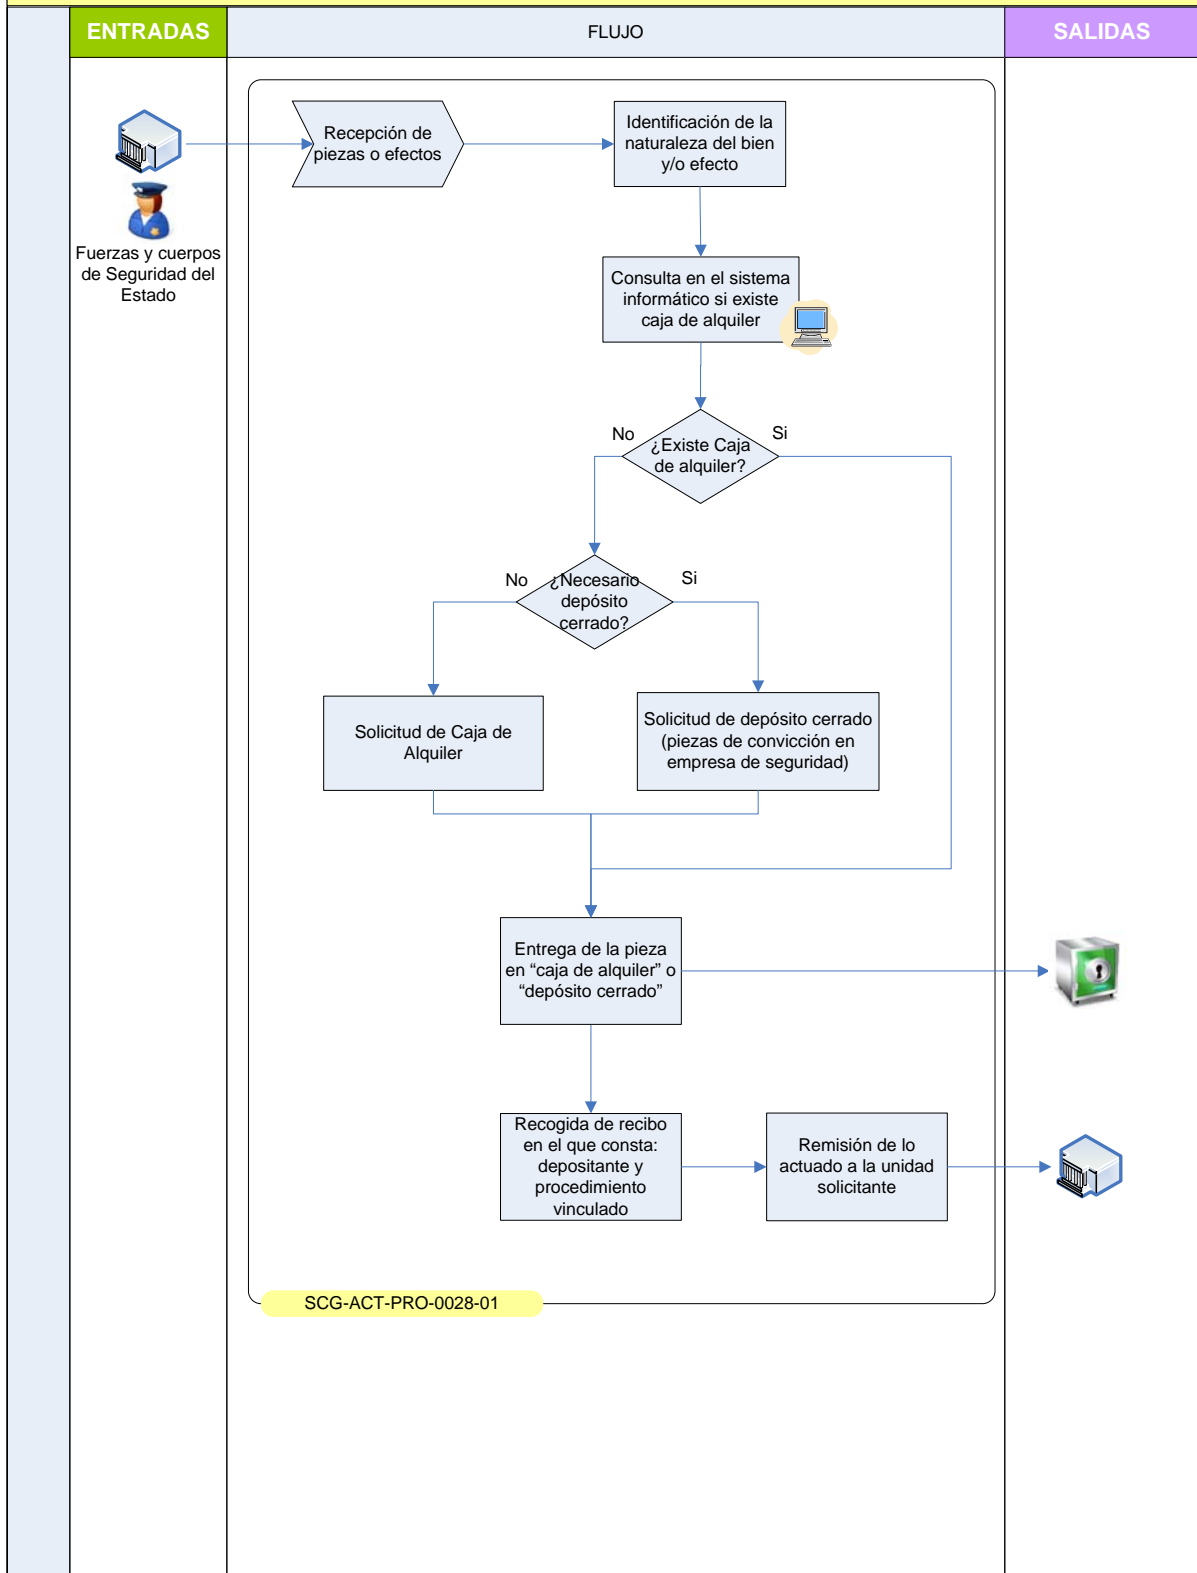 ENTRADAS
FLUJO
SALIDAS
Recepción de
piezas o efectos
Identificación de la
naturaleza del bien
y/o efecto
Fuerzas y cuerpos
de Seguridad del
Estado
Consulta en el sistema
informático si existe
caja de alquiler
No
¿Existe Caja
de alquiler?
Si
No
¿Necesario
depósito
cerrado?
Si
Solicitud de Caja de
Alquiler
Solicitud de depósito cerrado
(piezas de convicción en
empresa de seguridad)
Entrega de la pieza
en “caja de alquiler” o
“depósito cerrado”
Recogida de recibo
en el que consta:
depositante y
procedimiento
vinculado
Remisión de lo
actuado a la unidad
solicitante
SCG-ACT-PRO-0028-01